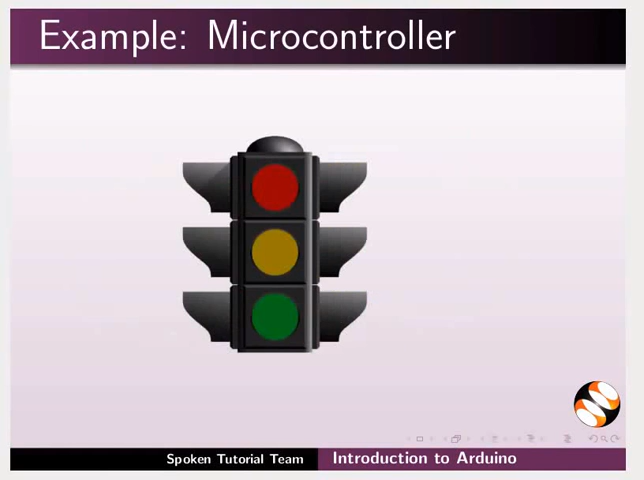 Example: Microcontroller
Spoken Tutorial Team
Introduction to Arduino